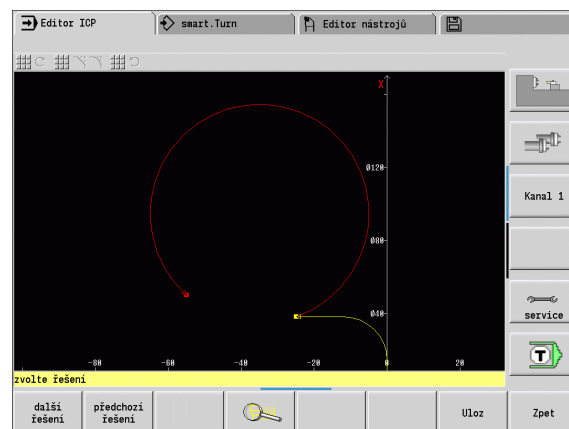 Editor ICP
smart.Turn
Editor nástrojů
X
Ø120
Ø80
Ø40
-80 -60 -40 -20 0 20
Kanal 1
service
T
zvolte řešení
další řešení
předchozí řešení
Uloz
Zpet